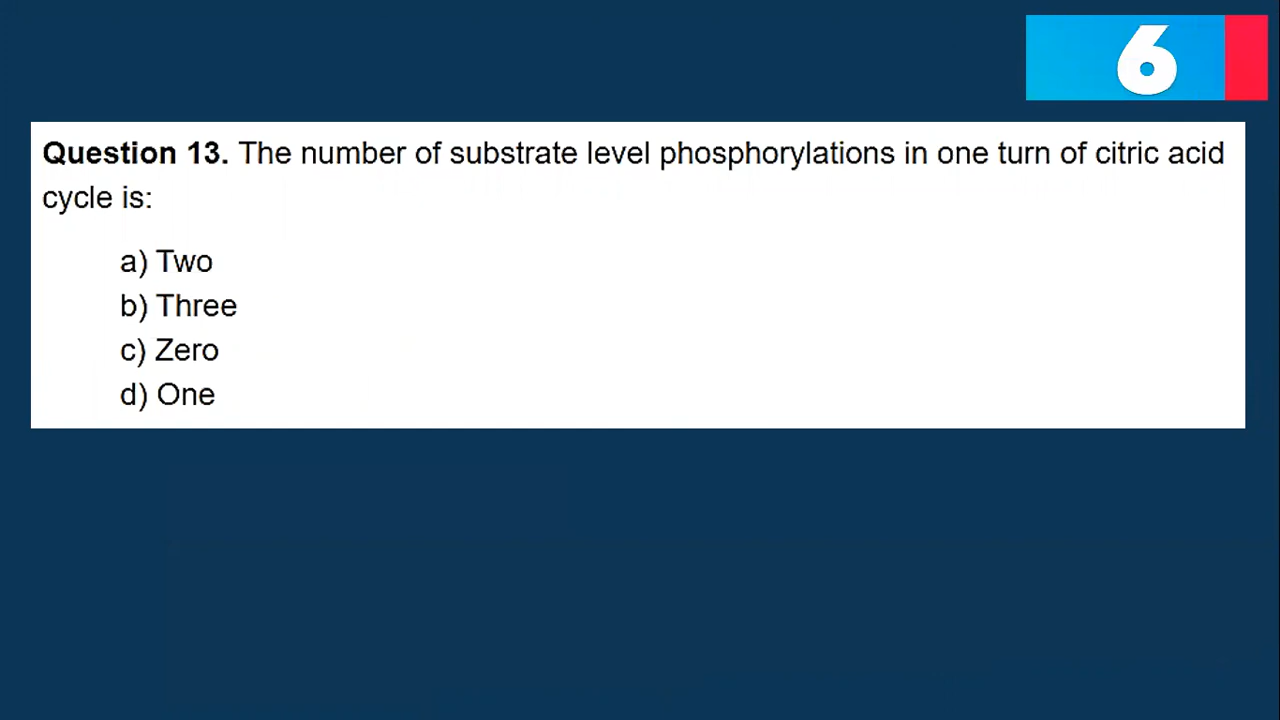 6
Question 13. The number of substrate level phosphorylations in one turn of citric acid
cycle is:
a) Two
b) Three
c) Zero
d) One